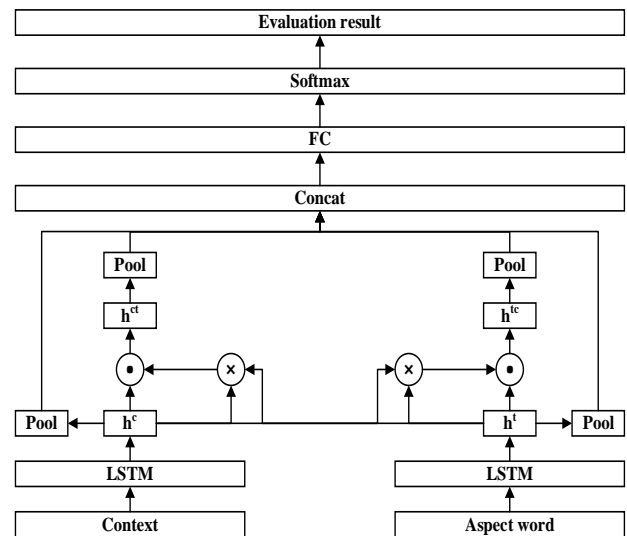 Evaluation result
Softmax
FC
Concat
Pool Pool
h^ct h^tc
× ×
Pool h^c h^t Pool
LSTM LSTM
Context Aspect word